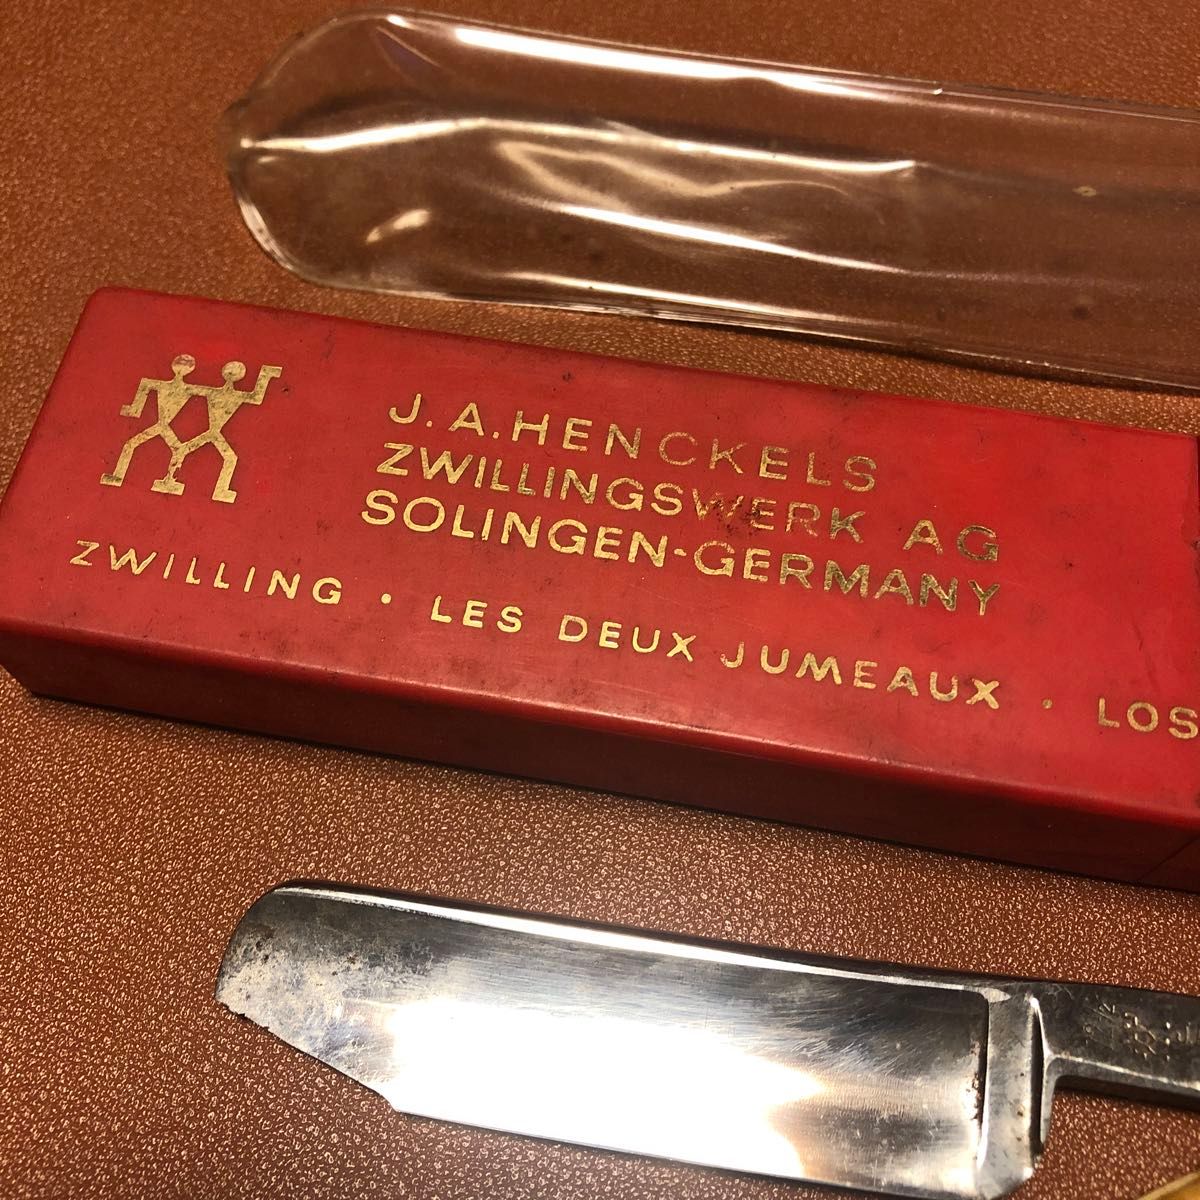 J. A. HENCKELS
ZWILLINGSWERK AG
SOLINGEN-GERMANY
ZWILLING · LES DEUX JUMEAUX · LOS